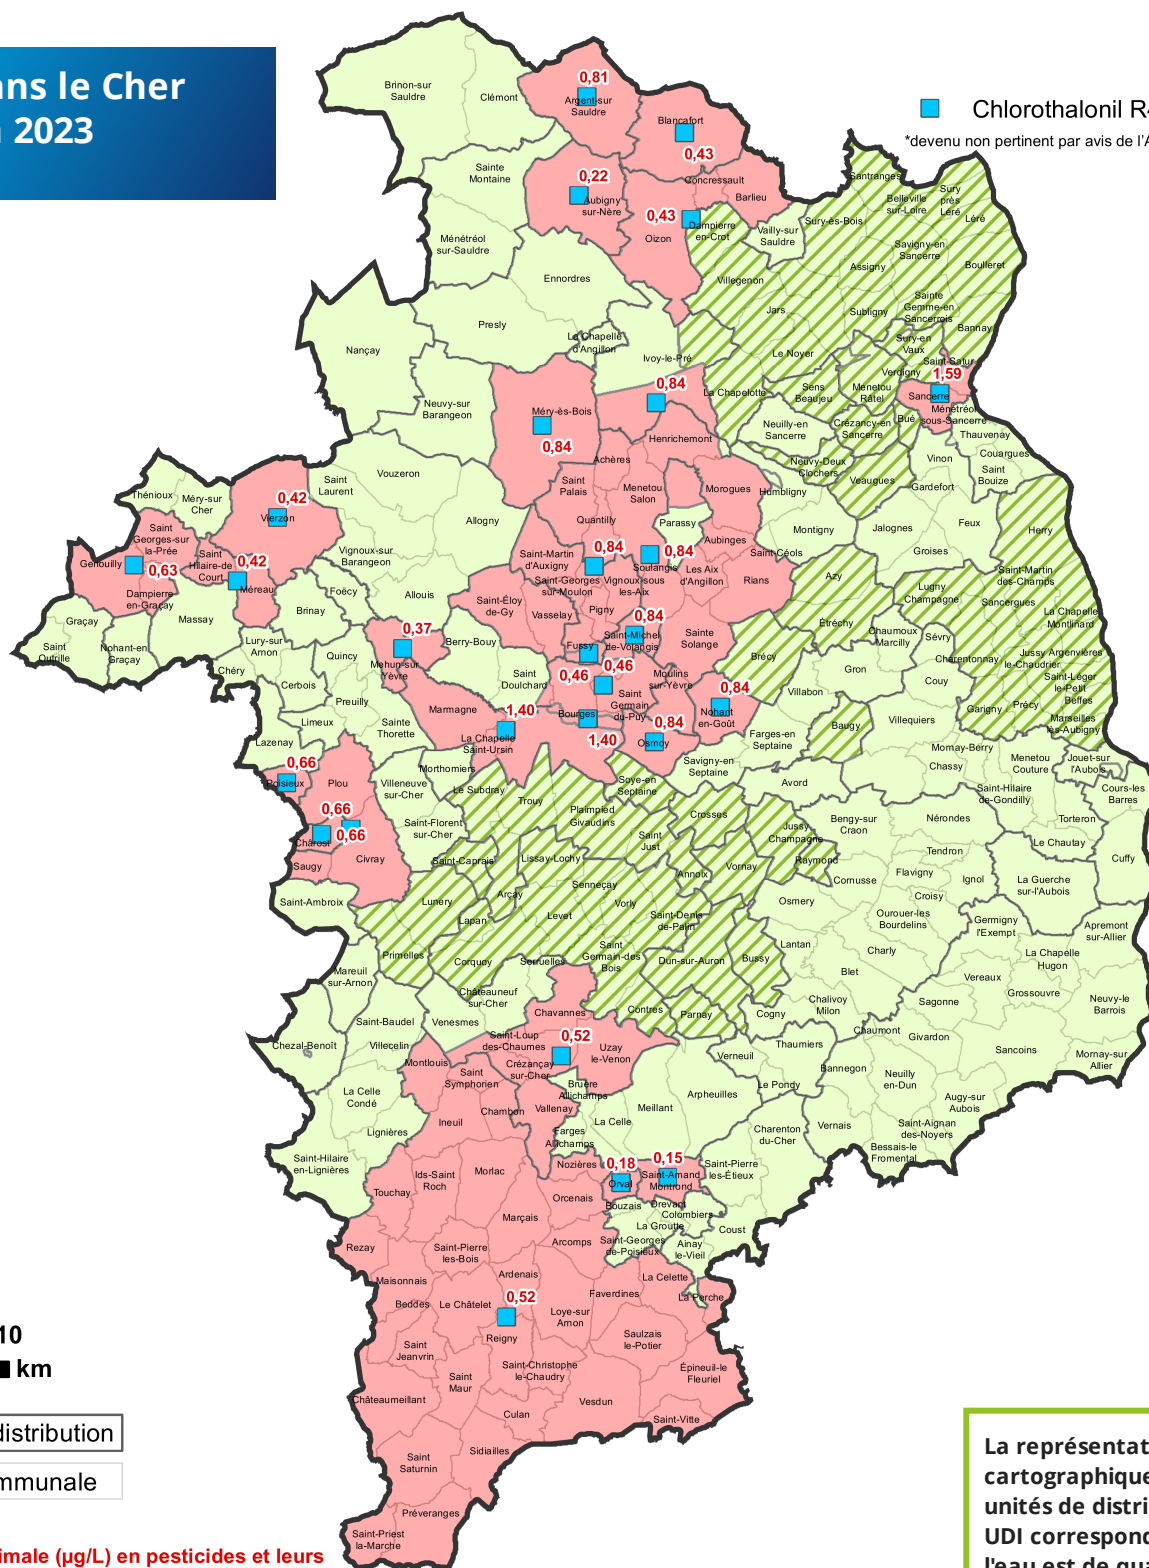 ans le Cher
2023
Chlorothalonil R
*devenu non pertinent par avis de l'A
Brinon-sur
Sauldre
Clémont
0,81
Argent-sur
Sauldre
Blancafort
0,43
Sainte
Montaine
0,22
Aubigny
sur-Nère
Concressault
Barlieu
0,43
Oizon
Dampierre
en-Crot
Vailly-sur
Sauldre
Sury-ès-Bois
Santranges
Belleville
sur-Loire
Sury
près
Léré
Léré
Savigny-en
Sancerre
Assigny
Boulleret
Ménétréol
sur-Sauldre
Ennordres
Villegenon
Jars
Subligny
Sainte
Gemme-en
Sancerrois
Bannay
Presly
La Chapelle
d'Angillon
Ivoy-le-Pré
Le Noyer
Sury-en
Vaux
Saint-Satur
Verdigny
1,59
Sancerre
Nançay
Neuvy-sur
Barangeon
Méry-ès-Bois
0,84
0,84
La Chapelotte
Sens
Beaujeu
Menetou
Râtel
Ménétréol
sous-Sancerre
Bué
Crézancy-en
Sancerre
Neuilly-en
Sancerre
Thauvenay
Henrichemont
Achères
Vouzeron
Saint
Laurent
Saint
Palais
Menetou
Salon
Morogues
Humbligny
Neuvy-Deux
Clochers
Veaugues
Vinon
Gardefort
Couargues
Saint
Bouize
Thénioux
Méry-sur
Cher
0,42
Vierzon
Allogny
Quantilly
Parassy
Aubinges
Saint-Céols
Montigny
Jalognes
Feux
Herry
Groises
Saint
Georges-sur
la-Prée
Genouilly
0,63
Saint
Hilaire-de
Court
0,42
Méreau
Dampierre
en-Graçay
Vignoux-sur
Barangeon
Saint-Martin
d'Auxigny
0,84
0,84
Soulangis
Les Aix
d'Angillon
Rians
Saint-Georges
sur-Moulon
Vignoux-sous
les-Aix
Azy
Lugny
Champagne
Saint-Martin
des-Champs
Sancergues
La Chapelle
Montlinard
Graçay
Massay
Brinay
Foëcy
Allouis
Saint-Éloy
de-Gy
Vasselay
Pigny
0,84
Saint-Michel
de-Volangis
Sainte
Solange
Étréchy
Chaumoux
Marcilly
Sévry
Saint
Outrille
Nohant-en
Graçay
Lury-sur
Arnon
Chéry
Quincy
0,37
Mehun-sur
Yèvre
Berry-Bouy
Fussy
Saint
Doulchard
0,46
0,46
Moulins
sur-Yèvre
Brécy
Gron
Charentonnay
Couy
Jussy
le-Chaudrier
Argenvières
Saint-Léger
le-Petit
Beffes
Cerbois
Preuilly
Marmagne
1,40
Bourges
1,40
Saint
Germain
du-Puy
0,84
Nohant
en-Goût
0,84
Osmoy
Villabon
Baugy
Villequiers
Garigny
Précy
Marseilles
lès-Aubigny
Limeux
Sainte
Thorette
La Chapelle
Saint-Ursin
Farges-en
Septaine
Lazenay
0,66
Poisieux
Plou
Villeneuve
sur-Cher
Morthomiers
Le Subdray
Savigny-en
Septaine
Avord
Mornay-Berry
Chassy
Menetou
Couture
Jouet-sur
l'Aubois
Trouy
Plaimpied
Givaudins
Soye-en
Septaine
Saint-Hilaire
de-Gondilly
Cours-les
Barres
0,66
0,66
Chârost
Saugy
Civray
Saint-Florent
sur-Cher
Saint-Caprais
Lissay-Lochy
Saint
Just
Crosses
Jussy
Champagne
Raymond
Bengy-sur
Craon
Nérondes
Torteron
Le Chautay
Tendron
Cuffy
Vornay
Annoix
Cornusse
Flavigny
Ignol
La Guerche
sur-l'Aubois
Croisy
Saint-Ambroix
Lunery
Arçay
Senneçay
Vorly
Levet
Lapan
Saint-Denis
de-Palin
Osmery
Ourouer-les
Bourdelins
Germigny
l'Exempt
Apremont
sur-Allier
Primelles
Corquoy
Serruelles
Saint
Germain-des
Bois
Dun-sur-Auron
Bussy
Lantan
Charly
La Chapelle
Hugon
Mareuil
sur-Arnon
Châteauneuf
sur-Cher
Blet
Vereaux
Grossouvre
Neuvy-le
Barrois
Saint-Baudel
Venesmes
Chavannes
Contres
Parnay
Cogny
Chalivoy
Milon
Sagonne
Chezal-Benoît
Villecelin
Saint-Loup
des-Chaumes
0,52
Uzay
le-Venon
Verneuil
Thaumiers
Chaumont
Givardon
Sancoins
Mornay-sur
Allier
Montlouis
Crézançay
sur-Cher
Saint
Symphorien
Bruère
Allichamps
Arpheuilles
Le Pondy
Bannegon
Neuilly
en-Dun
Augy-sur
Aubois
La Celle
Condé
Ineuil
Chambon
Vallenay
La Celle
Meillant
Farges
Allichamps
Lignières
Charenton
du-Cher
Vernais
Saint-Aignan
des-Noyers
Bessais-le
Fromental
Saint-Hilaire
en-Lignières
Ids-Saint
Roch
Morlac
Nozières
0,18
Orval
0,15
Saint-Amand
Montrond
Saint-Pierre
les-Étieux
Touchay
Orcenais
Bouzais
Drevant
Colombiers
La Groutte
Coust
Marçais
Rezay
Saint-Pierre
les-Bois
Arcomps
Saint-Georges
de-Poisieux
Ainay
le-Vieil
Maisonnais
Ardenais
La Celette
Beddes
Le Châtelet
0,52
Faverdines
La Perche
Loye-sur
Arnon
Reigny
Saulzais
le-Potier
Saint
Jeanvrin
Saint-Christophe
le-Chaudry
Épineuil-le
Fleuriel
Saint
Maur
Châteaumeillant
Vesdun
Culan
Saint-Vitte
Saint
Saturnin
Sidiailles
Préveranges
Saint-Priest
la-Marche
10
km
distribution
mmunale
imale (µg/L) en pesticides et leurs
La représentat
cartographique
unités de distri
UDI correspond
l'eau est de qua